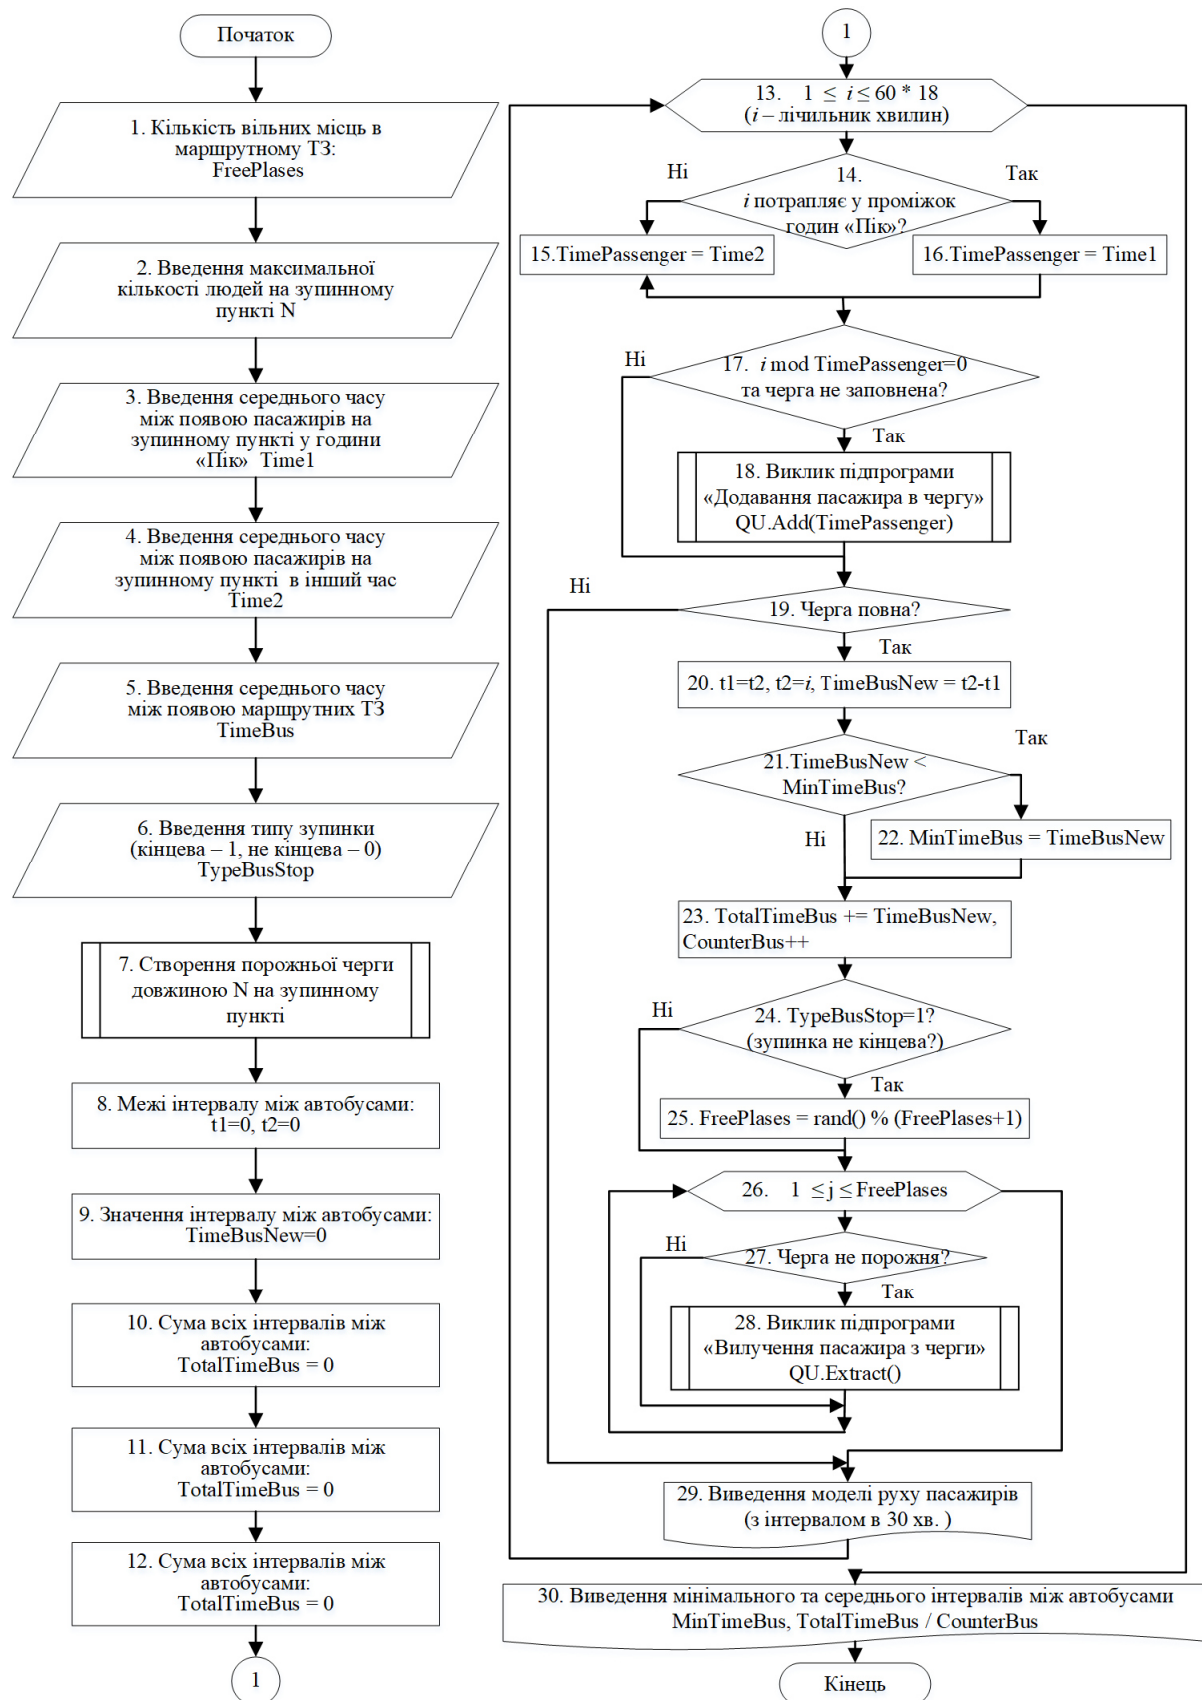 Початок
1. Кількість вільних місць в
маршрутному ТЗ:
FreePlases
2. Введення максимальної
кількості людей на зупинному
пункті N
3. Введення середнього часу
між появою пасажирів на
зупинному пункті у години
«Пік» Time1
4. Введення середнього часу
між появою пасажирів на
зупинному пункті в інший час
Time2
5. Введення середнього часу
між появою маршрутних ТЗ
TimeBus
6. Введення типу зупинки
(кінцева – 1, не кінцева – 0)
TypeBusStop
7. Створення порожньої черги
довжиною N на зупинному
пункті
8. Межі інтервалу між автобусами:
t1=0, t2=0
9. Значення інтервалу між автобусами:
TimeBusNew=0
10. Сума всіх інтервалів між
автобусами:
TotalTimeBus = 0
11. Сума всіх інтервалів між
автобусами:
TotalTimeBus = 0
12. Сума всіх інтервалів між
автобусами:
TotalTimeBus = 0
1
1
13. 1 ≤ i ≤ 60 * 18
(i – лічильник хвилин)
Ні
Так
14.
i потрапляє у проміжок
годин «Пік»?
15.TimePassenger = Time2
16.TimePassenger = Time1
Ні
17. i mod TimePassenger=0
та черга не заповнена?
Так
18. Виклик підпрограми
«Додавання пасажира в чергу»
QU.Add(TimePassenger)
Ні
19. Черга повна?
Так
20. t1=t2, t2=i, TimeBusNew = t2-t1
Так
21.TimeBusNew <
MinTimeBus?
Ні
22. MinTimeBus = TimeBusNew
23. TotalTimeBus += TimeBusNew,
CounterBus++
Ні
24. TypeBusStop=1?
(зупинка не кінцева?)
Так
25. FreePlases = rand() % (FreePlases+1)
26. 1 ≤ j ≤ FreePlases
Ні
27. Черга не порожня?
Так
28. Виклик підпрограми
«Вилучення пасажира з черги»
QU.Extract()
29. Виведення моделі руху пасажирів
(з інтервалом в 30 хв. )
30. Виведення мінімального та середнього інтервалів між автобусами
MinTimeBus, TotalTimeBus / CounterBus
Кінець